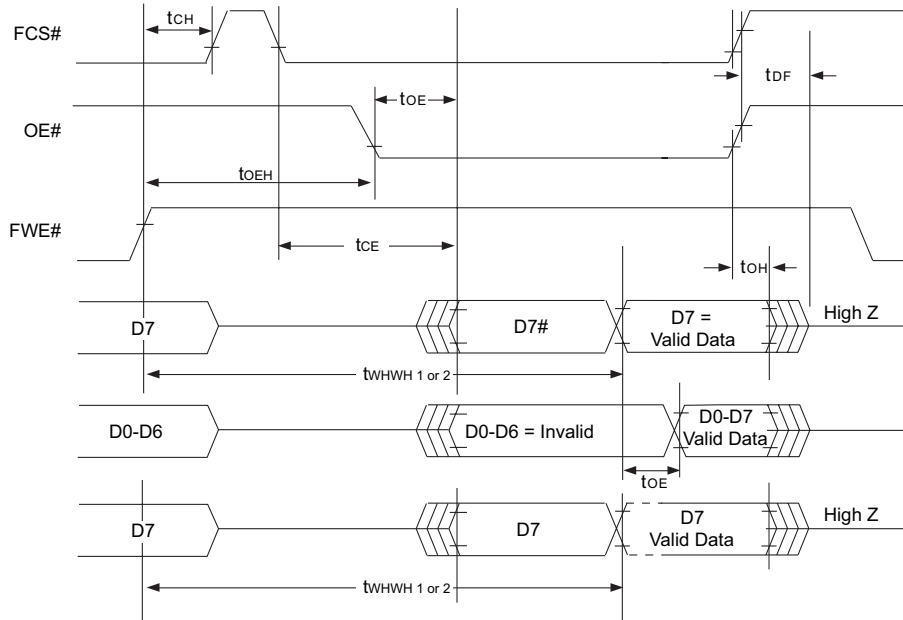 FCS#
tCH
tDF
OE#
tOE
tOEH
FWE#
tCE
tOH
D7
D7#
D7 =
Valid Data
High Z
tWHWH 1 or 2
D0-D6
D0-D6 = Invalid
D0-D7
Valid Data
tOE
D7
D7
D7
Valid Data
High Z
tWHWH 1 or 2